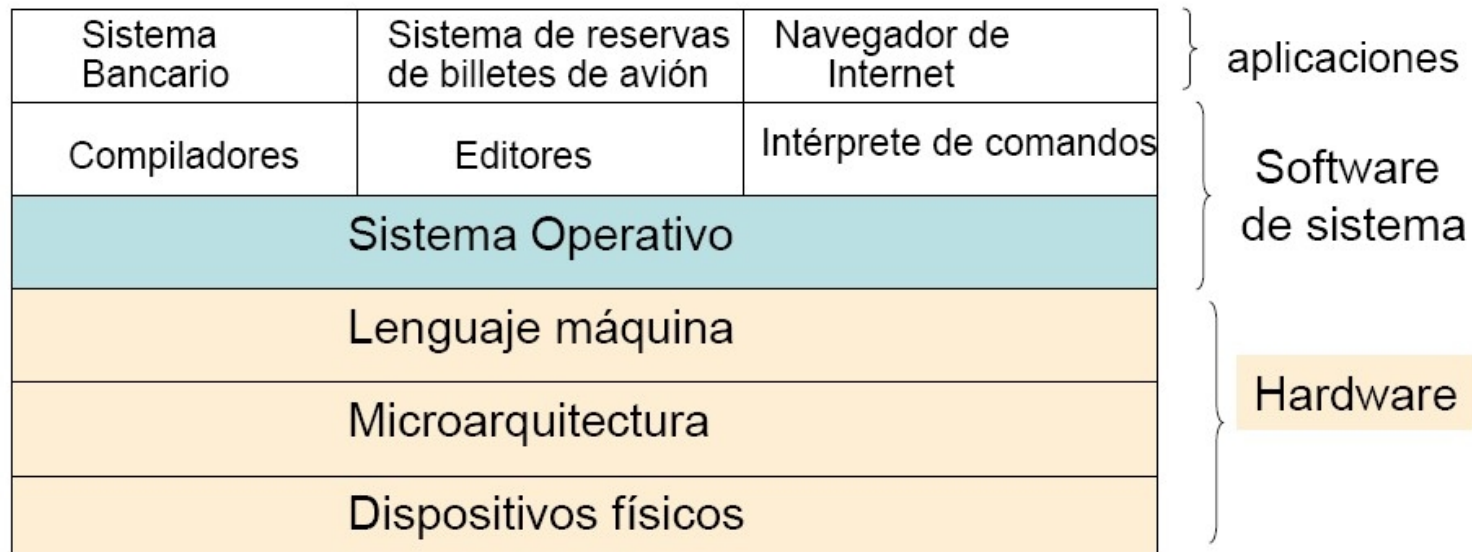 Sistema
Bancario
Sistema de reservas
de billetes de avión
Navegador de
Internet
aplicaciones
Compiladores
Editores
Intérprete de comandos
Software
de sistema
Sistema Operativo
Lenguaje máquina
Microarquitectura
Hardware
Dispositivos físicos